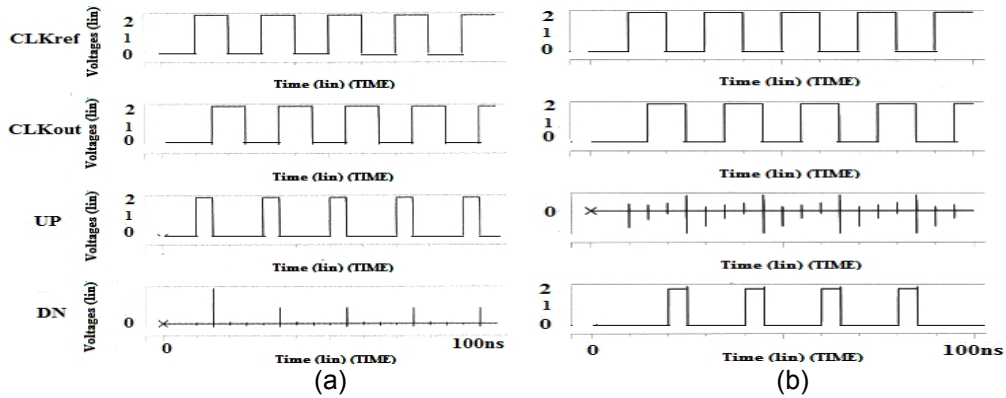 CLKref
Voltages (lin)
2
1
0
Time (lin) (TIME)
2
1
0
Time (lin) (TIME)
CLKout
Voltages (lin)
2
1
0
Time (lin) (TIME)
2
1
0
Time (lin) (TIME)
UP
Voltages (lin)
2
1
0
Time (lin) (TIME)
0
Time (lin) (TIME)
DN
Voltages (lin)
0
0
100ns
Time (lin) (TIME)
2
1
0
0
100ns
Time (lin) (TIME)
(a)
(b)